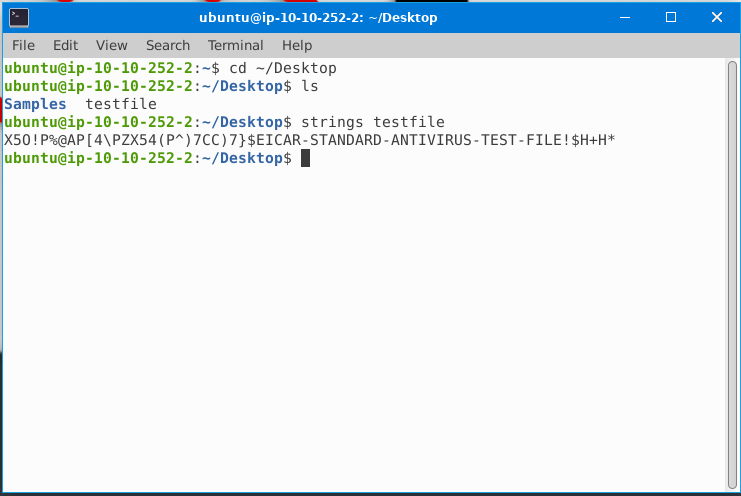 ubuntu@ip-10-10-252-2: ~/Desktop
File Edit View Search Terminal Help
ubuntu@ip-10-10-252-2:~$ cd ~/Desktop
ubuntu@ip-10-10-252-2:~/Desktop$ ls
Samples testfile
ubuntu@ip-10-10-252-2:~/Desktop$ strings testfile
X5O!P%@AP[4\PZX54(P^)7CC)7}$EICAR-STANDARD-ANTIVIRUS-TEST-FILE!$H+H*
ubuntu@ip-10-10-252-2:~/Desktop$